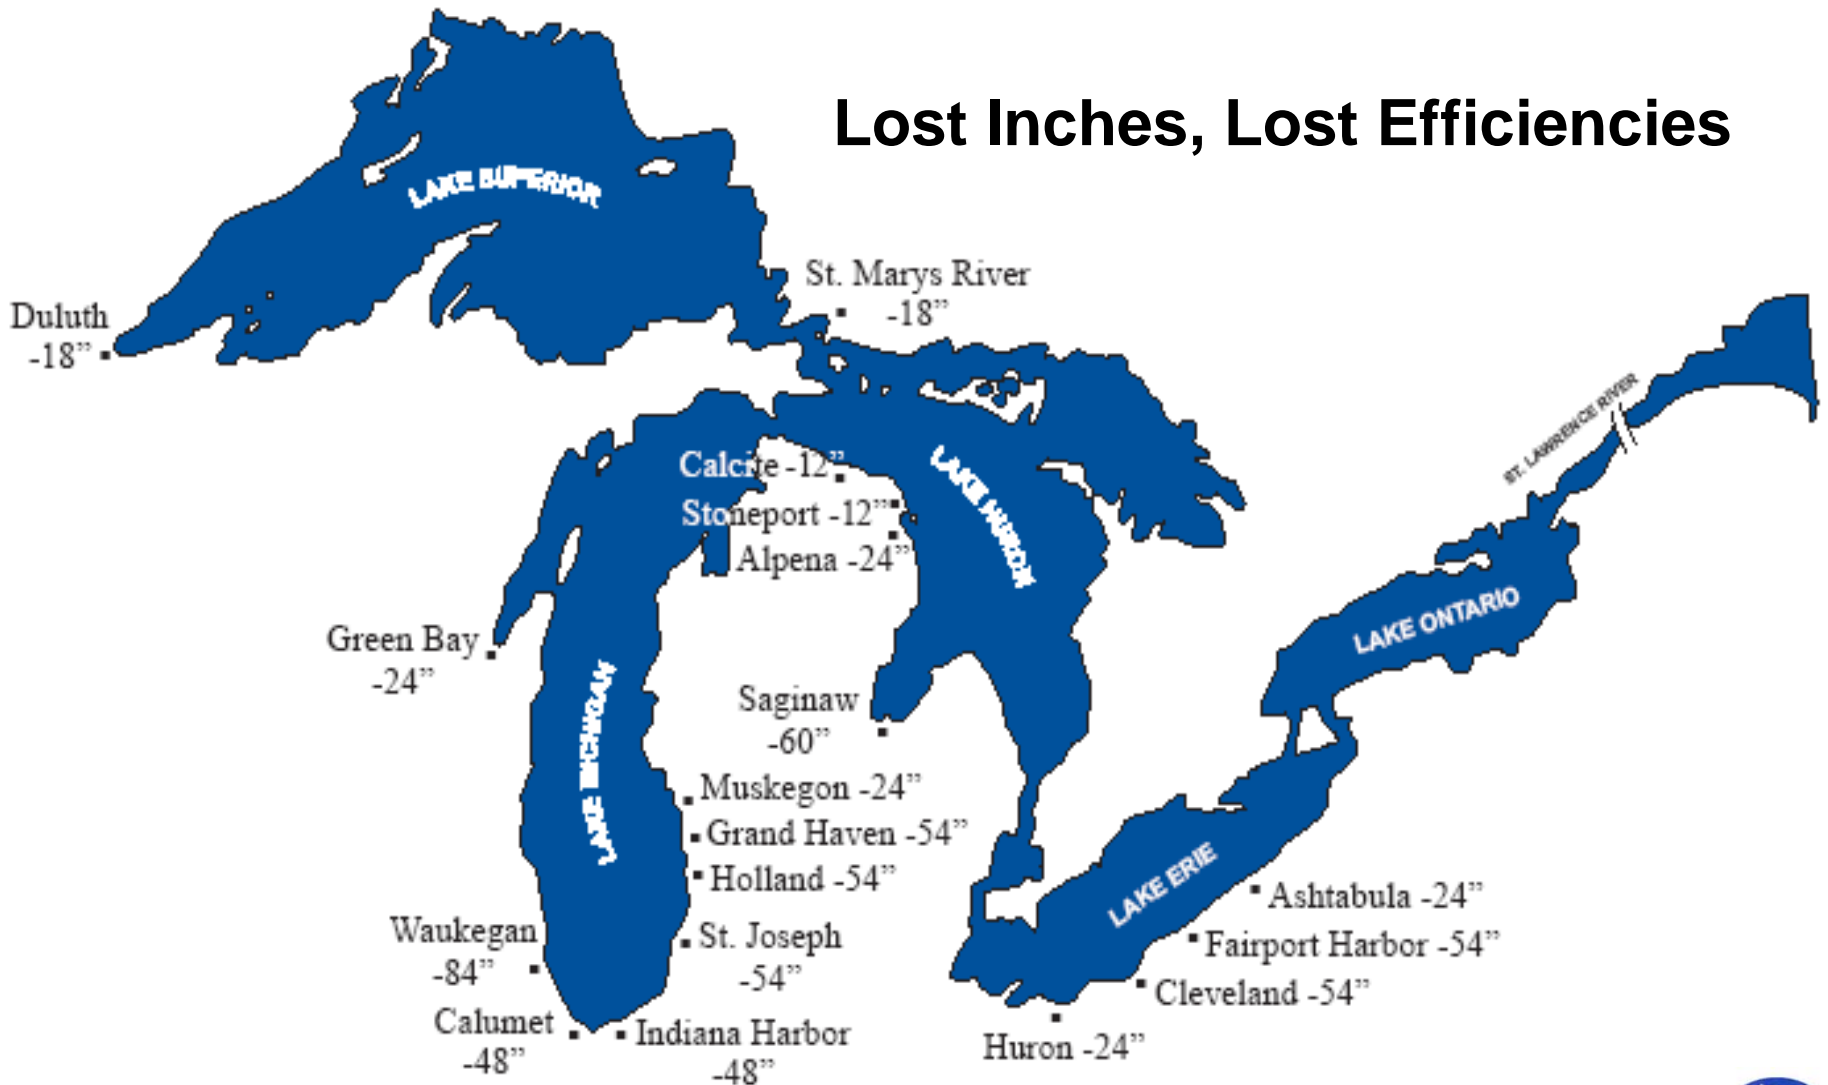 Lost Inches, Lost Efficiencies
LAKE SUPERIOR
St. Marys River
-18”
Duluth
-18”
ST. LAWRENCE RIVER
Calcite -12”
Stoneport -12”
Alpena -24”
LAKE HURON
LAKE ONTARIO
Green Bay
-24”
LAKE MICHIGAN
Saginaw
-60”
Muskegon -24”
Grand Haven -54”
Holland -54”
LAKE ERIE
Ashtabula -24”
Waukegan
-84”
St. Joseph
-54”
Fairport Harbor -54”
Cleveland -54”
Calumet
-48”
Indiana Harbor
-48”
Huron -24”